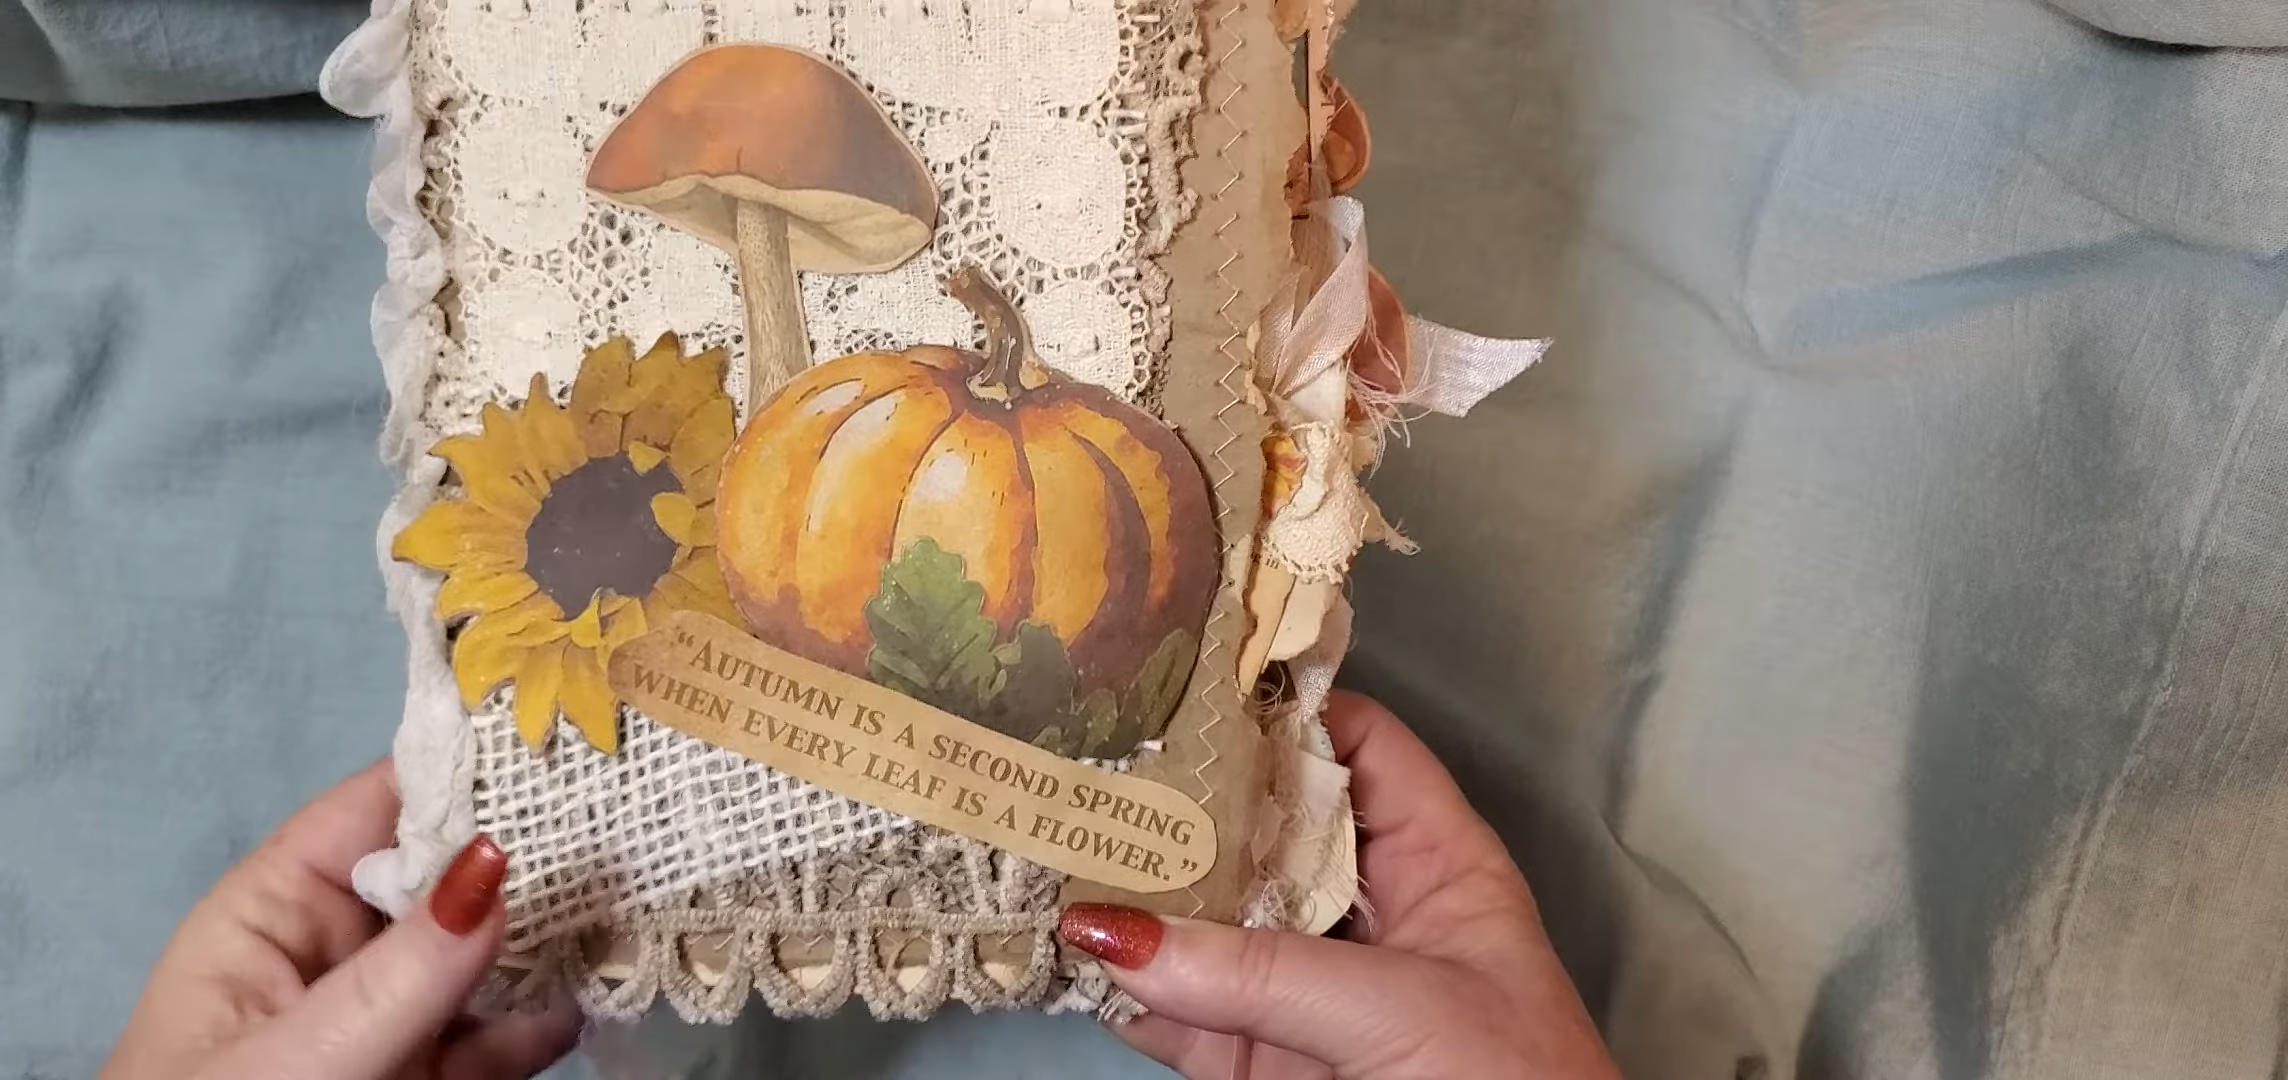 “AUTUMN IS A SECOND SPRING
WHEN EVERY LEAF IS A FLOWER.”